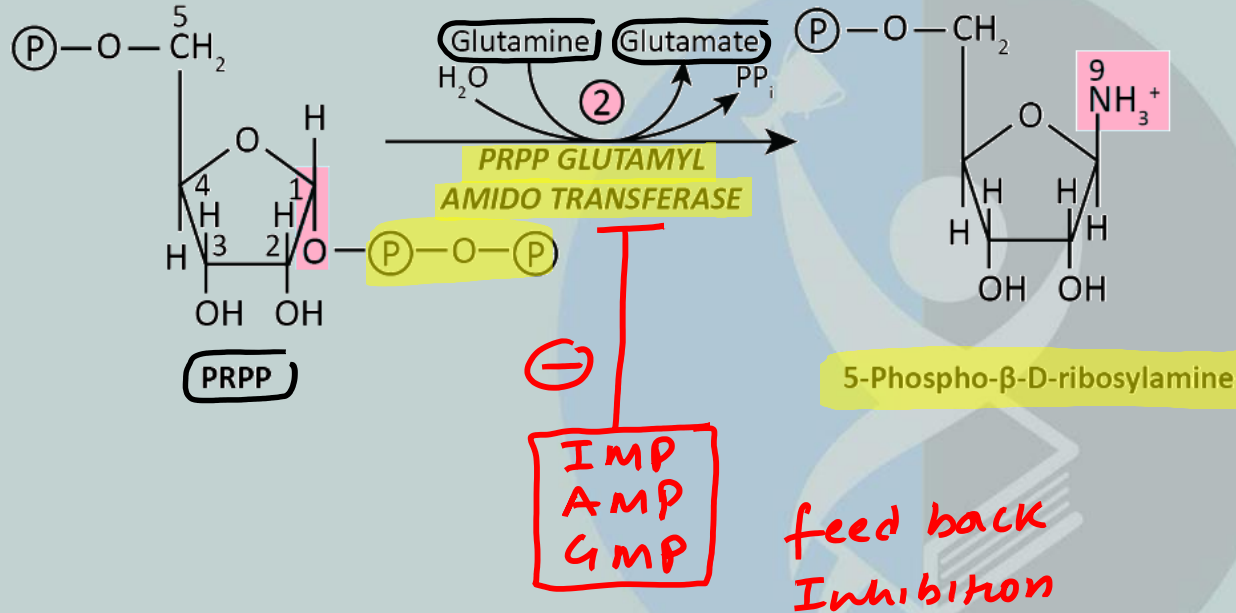 5
P—O—CH₂
Glutamine Glutamate
H₂O PPᵢ
2
PRPP GLUTAMYL
AMIDO TRANSFERASE
O H
4 1
H H
H 3 2 O—P—O—P
OH OH
PRPP
P—O—CH₂
9
NH₃⁺
O
H H
H H
OH OH
5-Phospho-β-D-ribosylamine
IMP
AMP
GMP
feed back
Inhibition